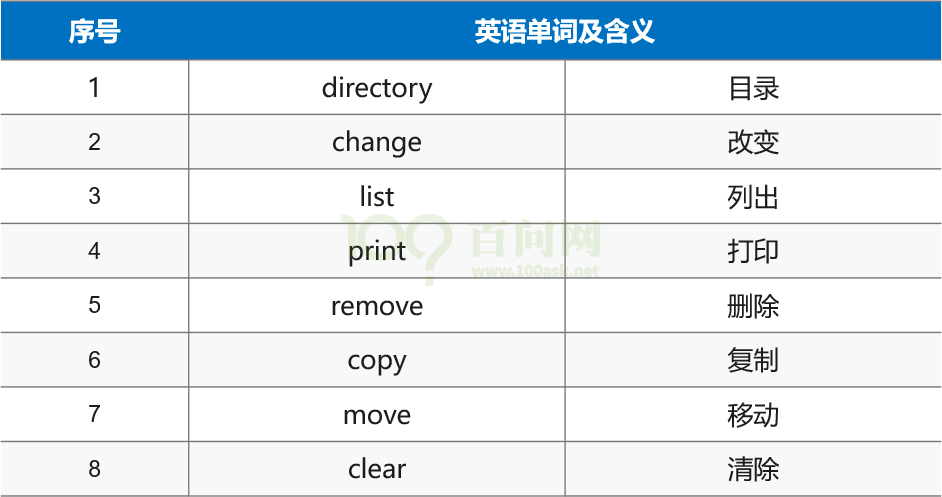 序号 英语单词及含义
1 directory 目录
2 change 改变
3 list 列出
4 print 打印
5 remove 删除
6 copy 复制
7 move 移动
8 clear 清除
100? 百问网
www.100ask.net